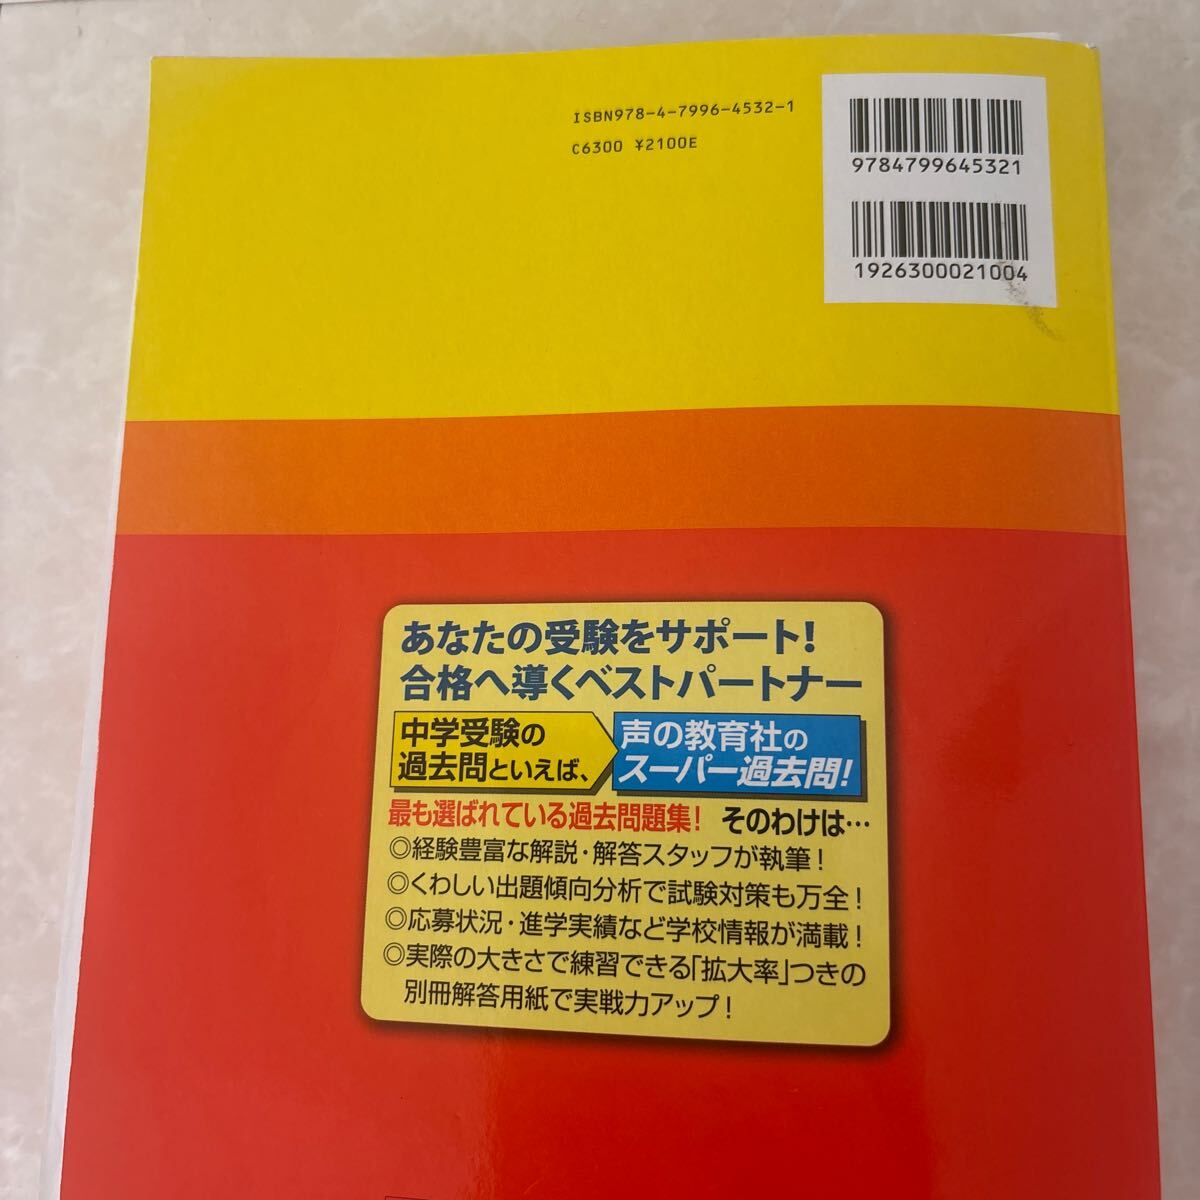 ISBN978-4-7996-4532-1
C6300 ¥2100E
9784799645321
1926300021004
あなたの受験をサポート!
合格へ導くベストパートナー
中学受験の
過去問といえば、
声の教育社の
スーパー過去問!
最も選ばれている過去問題集! そのわけは…
◎経験豊富な解説・解答スタッフが執筆!
◎くわしい出題傾向分析で試験対策も万全!
◎応募状況・進学実績など学校情報が満載!
◎実際の大きさで練習できる「拡大率」つきの
別冊解答用紙で実戦力アップ!